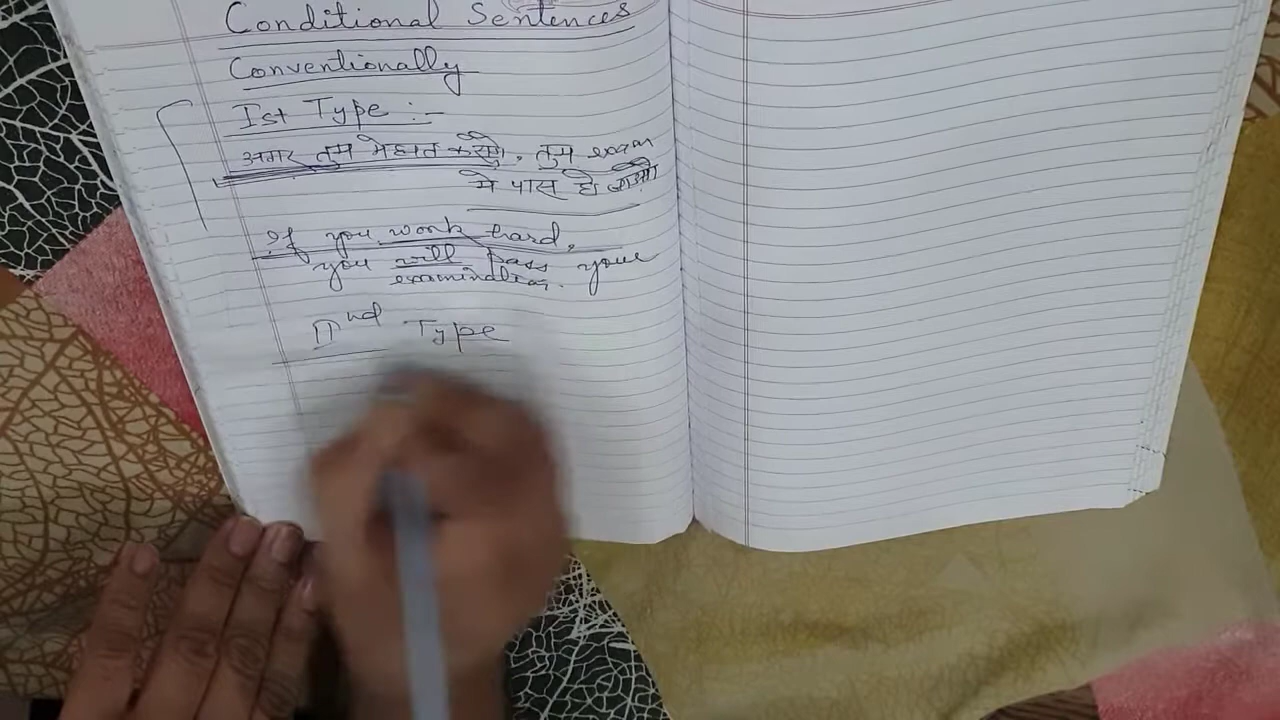 Conditional Sentences
Conventionally
Ist Type :-
अगर तुम मेहनत करोगे, तुम exam
मे पास हो जाओगे
If you work hard,
you will pass your
examination.
IInd Type